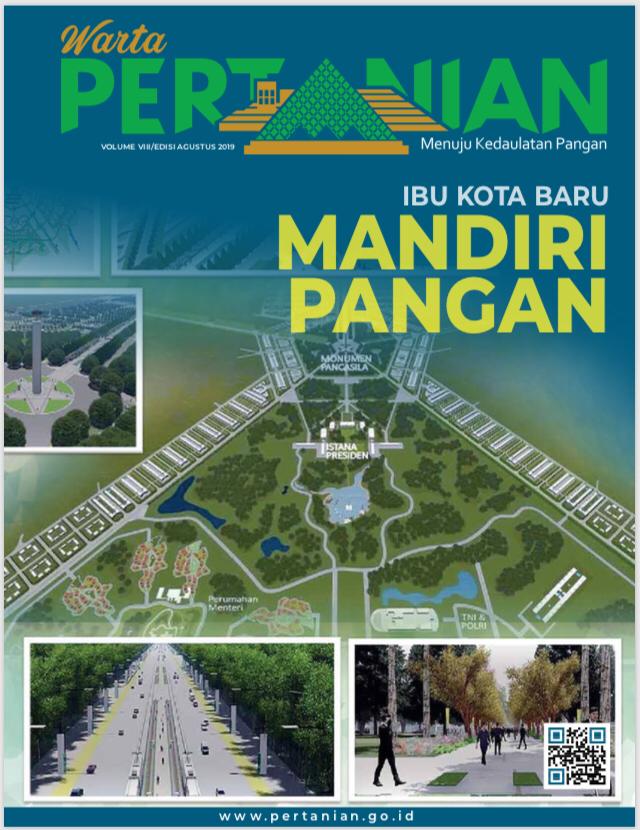 Warta
PERTANIAN
VOLUME VIII/EDISI AGUSTUS 2019
Menuju Kedaulatan Pangan
IBU KOTA BARU
MANDIRI
PANGAN
MONUMEN
PANCASILA
ISTANA
PRESIDEN
Perumahan
Menteri
TNI &
POLRI
www.pertanian.go.id